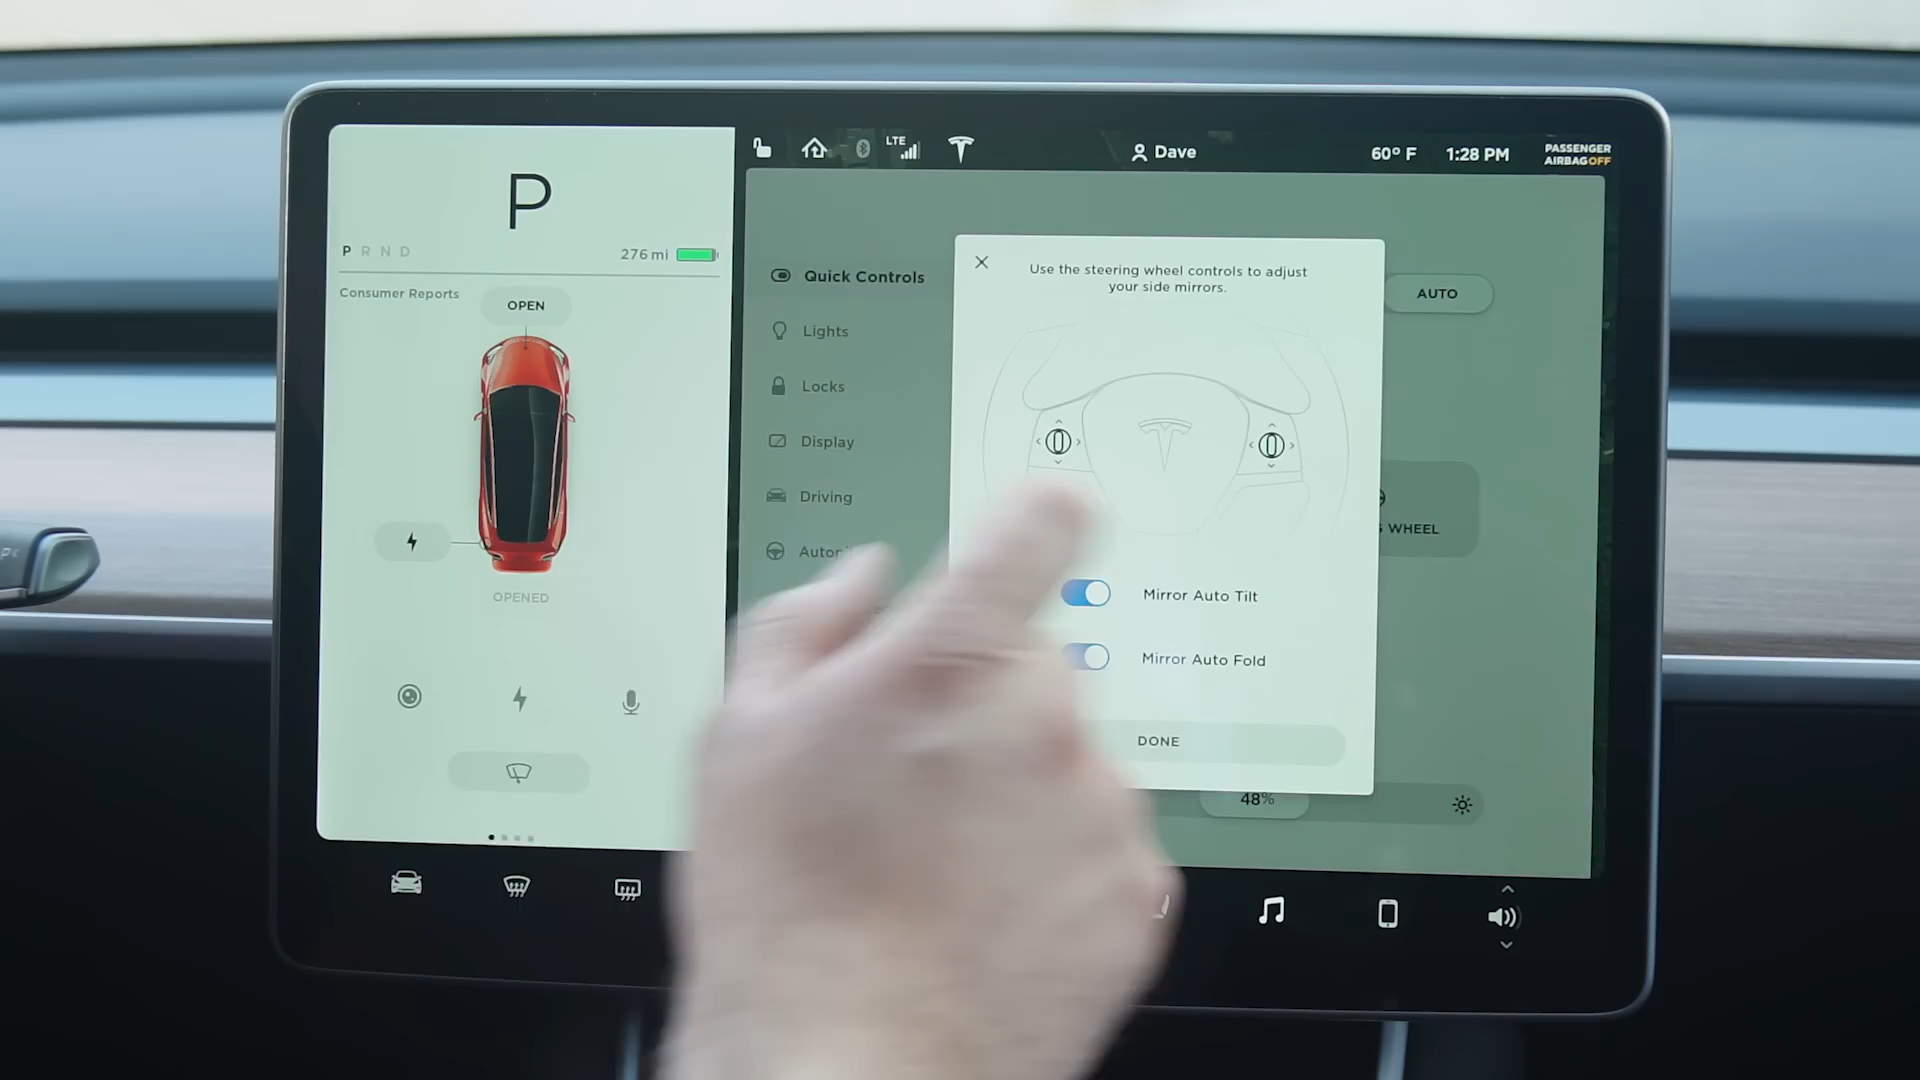 P
P R N D
276 mi
Consumer Reports
OPEN
OPENED
LTE
Dave
60° F
1:28 PM
PASSENGER
AIRBAG OFF
Quick Controls
Lights
Locks
Display
Driving
Use the steering wheel controls to adjust
your side mirrors.
AUTO
WHEEL
Mirror Auto Tilt
Mirror Auto Fold
DONE
48%